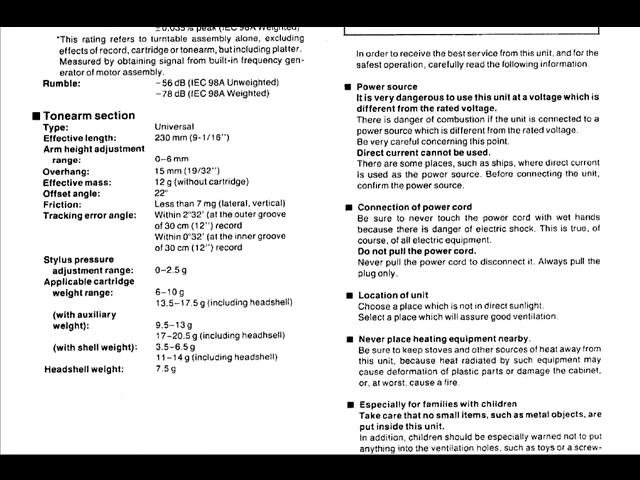 ±0.035% peak (IEC 98A Weighted)
*This rating refers to turntable assembly alone, excluding
effects of record, cartridge or tonearm, but including platter.
Measured by obtaining signal from built-in frequency gen-
erator of motor assembly.
Rumble: −56 dB (IEC 98A Unweighted)
−78 dB (IEC 98A Weighted)
■ Tonearm section
Type: Universal
Effective length: 230 mm (9-1/16")
Arm height adjustment
range: 0–6 mm
Overhang: 15 mm (19/32")
Effective mass: 12 g (without cartridge)
Offset angle: 22°
Friction: Less than 7 mg (lateral, vertical)
Tracking error angle: Within 2°32' (at the outer groove
of 30 cm (12") record
Within 0°32' (at the inner groove
of 30 cm (12") record
Stylus pressure
adjustment range: 0–2.5 g
Applicable cartridge
weight range: 6–10 g
13.5–17.5 g (including headshell)
(with auxiliary
weight): 9.5–13 g
17–20.5 g (including headhsell)
(with shell weight): 3.5–6.5 g
11–14 g (including headshell)
Headshell weight: 7.5 g
In order to receive the best service from this unit, and for the
safest operation, carefully read the following information.
■ Power source
It is very dangerous to use this unit at a voltage which is
different from the rated voltage.
There is danger of combustion if the unit is connected to a
power source which is different from the rated voltage.
Be very careful concerning this point.
Direct current cannot be used.
There are some places, such as ships, where direct current
is used as the power source. Before connecting the unit,
confirm the power source.
■ Connection of power cord
Be sure to never touch the power cord with wet hands
because there is danger of electric shock. This is true, of
course, of all electric equipment.
Do not pull the power cord.
Never pull the power cord to disconnect it. Always pull the
plug only.
■ Location of unit
Choose a place which is not in direct sunlight.
Select a place which will assure good ventilation.
■ Never place heating equipment nearby.
Be sure to keep stoves and other sources of heat away from
this unit, because heat radiated by such equipment may
cause deformation of plastic parts or damage the cabinet,
or, at worst, cause a fire.
■ Especially for families with children
Take care that no small items, such as metal objects, are
put inside this unit.
In addition, children should be especially warned not to put
anything into the ventilation holes, such as toys or a screw-